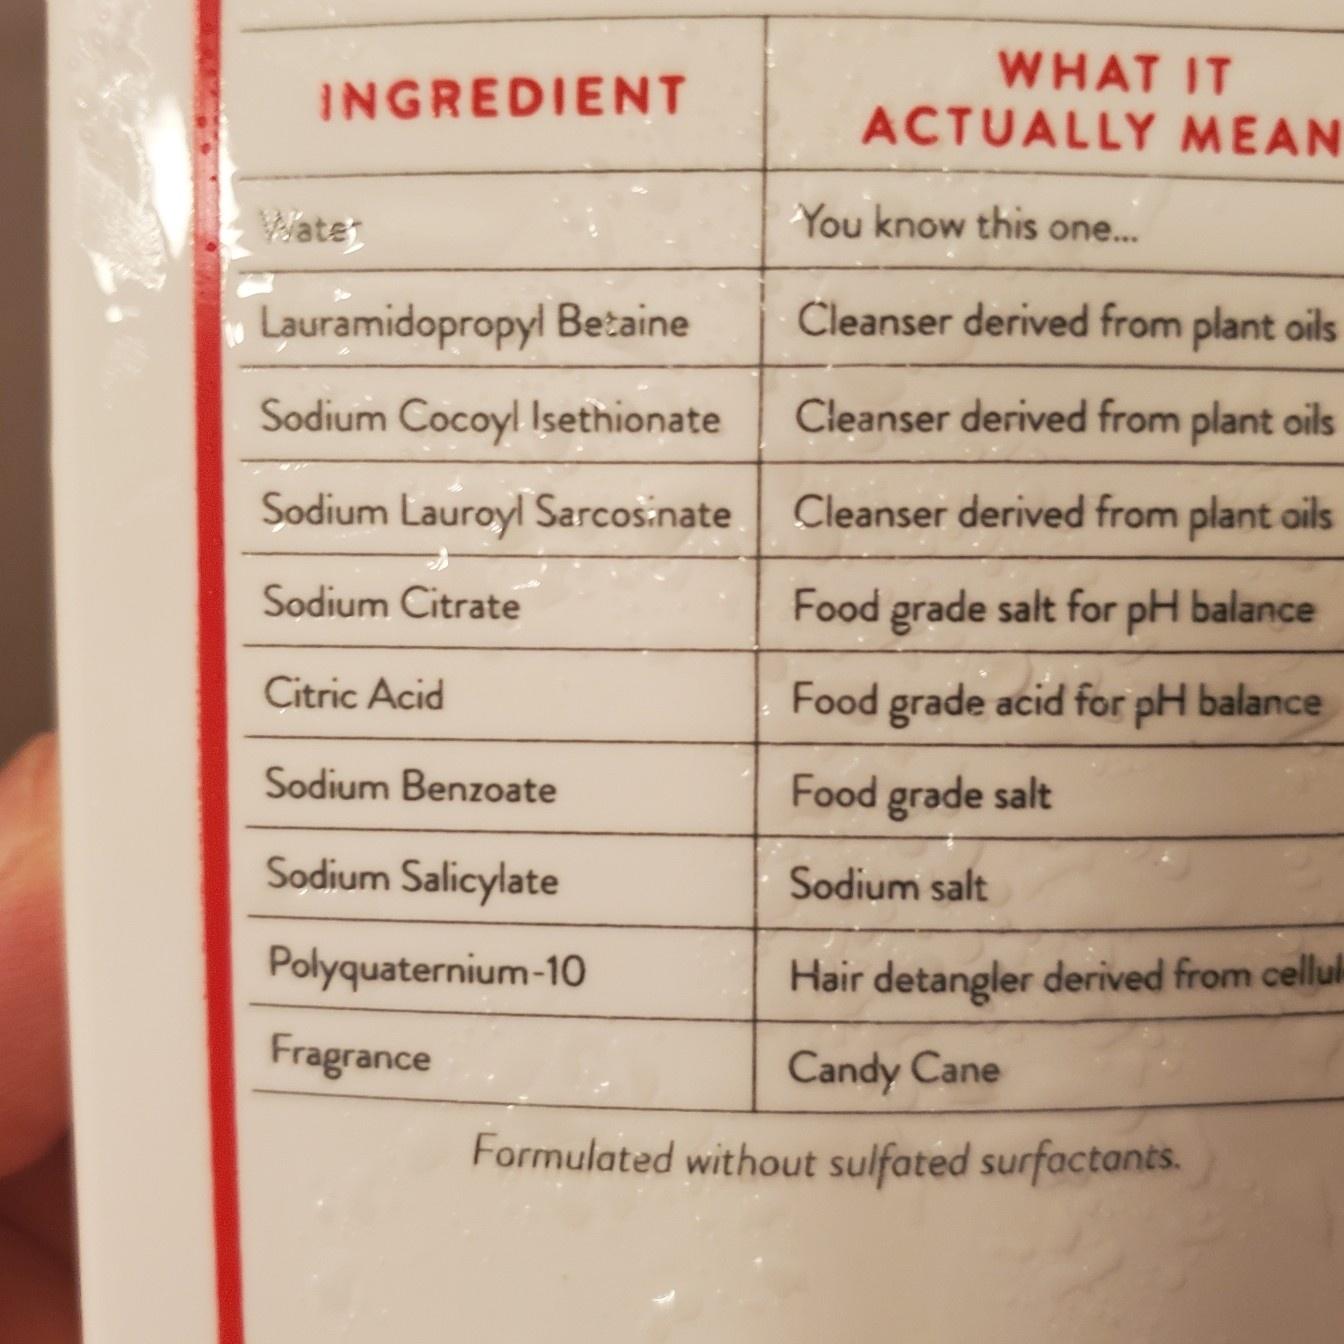 INGREDIENT
WHAT IT
ACTUALLY MEAN
Water
You know this one...
Lauramidopropyl Betaine
Cleanser derived from plant oils
Sodium Cocoyl Isethionate
Cleanser derived from plant oils
Sodium Lauroyl Sarcosinate
Cleanser derived from plant oils
Sodium Citrate
Food grade salt for pH balance
Citric Acid
Food grade acid for pH balance
Sodium Benzoate
Food grade salt
Sodium Salicylate
Sodium salt
Polyquaternium-10
Hair detangler derived from cellul
Fragrance
Candy Cane
Formulated without sulfated surfactants.